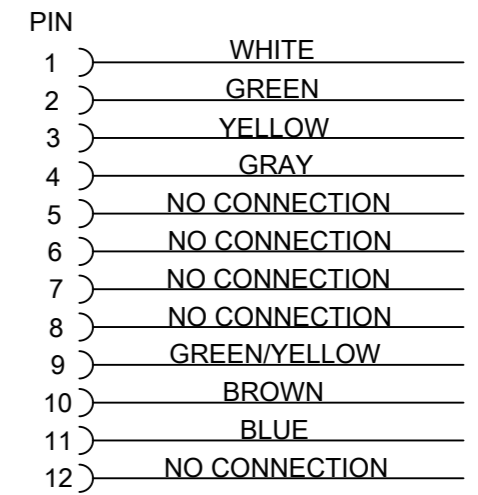 PIN
1 WHITE
2 GREEN
3 YELLOW
4 GRAY
5 NO CONNECTION
6 NO CONNECTION
7 NO CONNECTION
8 NO CONNECTION
9 GREEN/YELLOW
10 BROWN
11 BLUE
12 NO CONNECTION